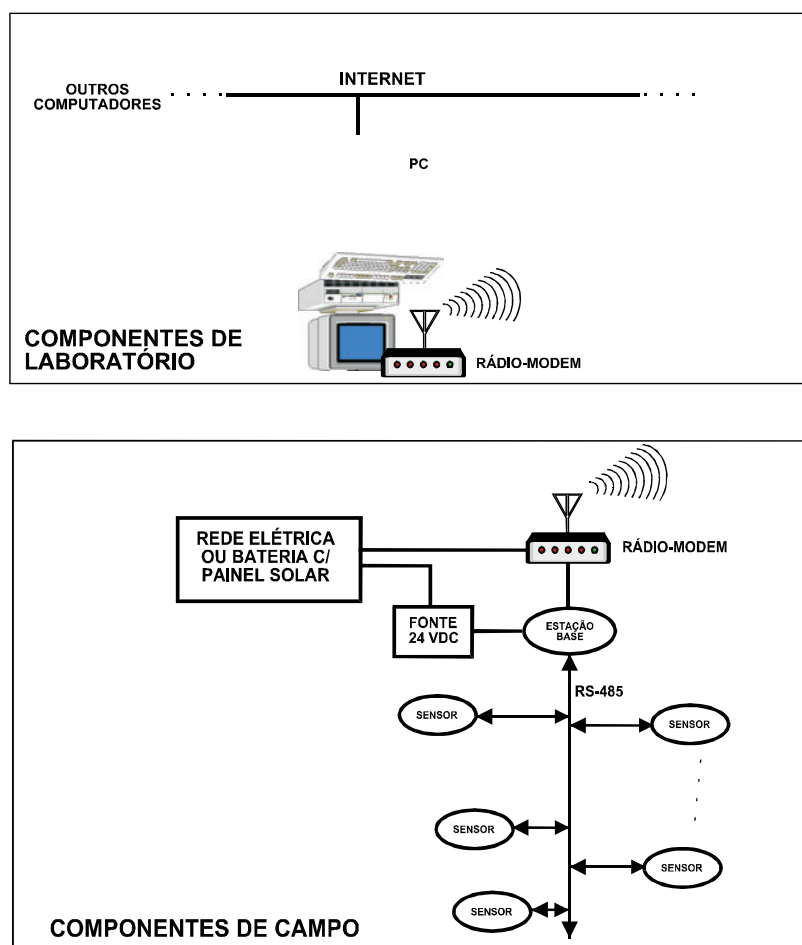 INTERNET
OUTROS
COMPUTADORES
PC
COMPONENTES DE
LABORATÓRIO
RÁDIO-MODEM
REDE ELÉTRICA
OU BATERIA C/
PAINEL SOLAR
RÁDIO-MODEM
FONTE
24 VDC
ESTAÇÃO
BASE
RS-485
SENSOR
SENSOR
SENSOR
SENSOR
SENSOR
COMPONENTES DE CAMPO